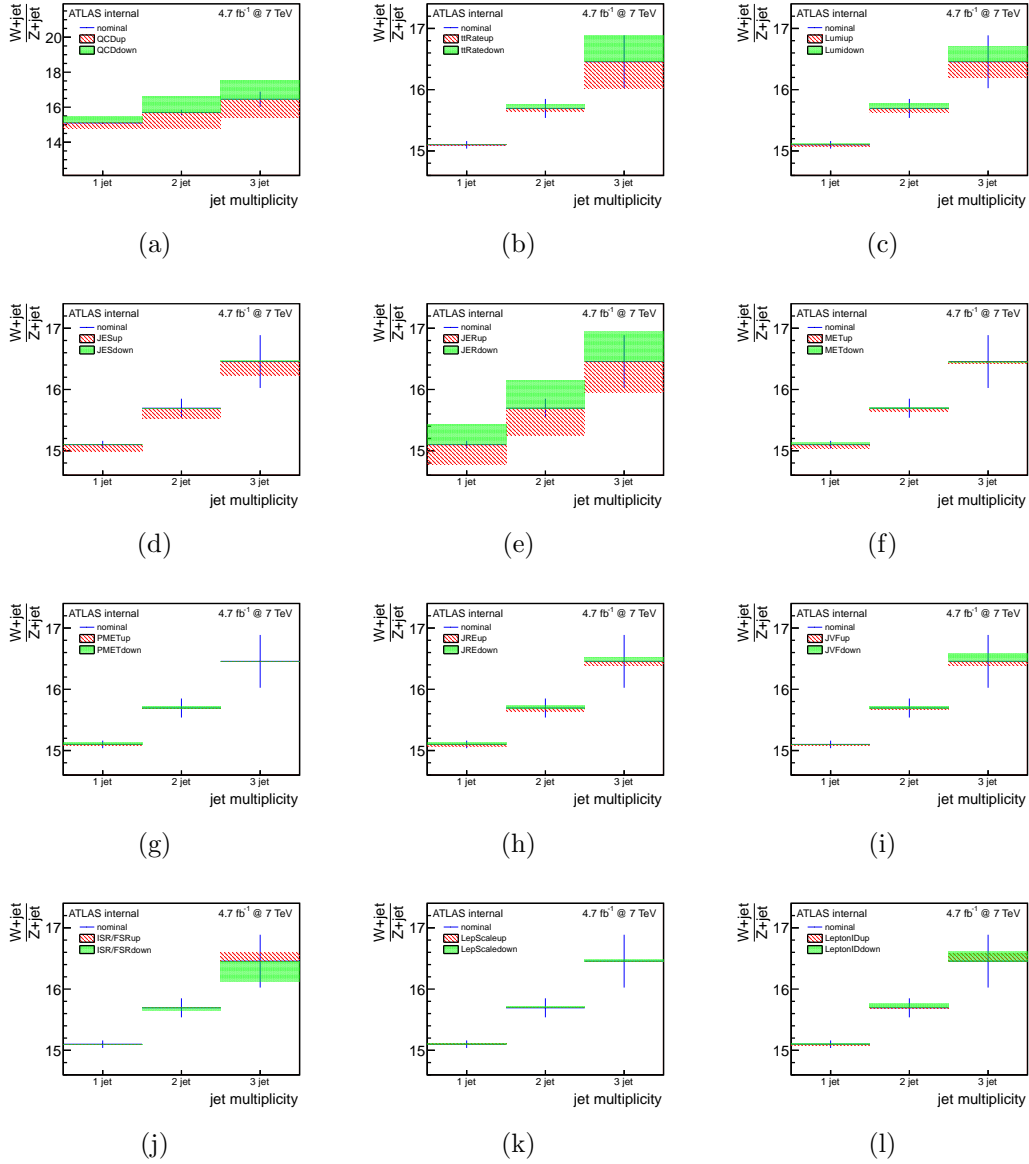 W+jet
Z+jet
20
18
16
14
ATLAS internal
4.7 fb⁻¹ @ 7 TeV
nominal
QCDup
QCDdown
1 jet
2 jet
3 jet
jet multiplicity
(a)
W+jet
Z+jet
17
16
15
ATLAS internal
4.7 fb⁻¹ @ 7 TeV
nominal
ttRateup
ttRatedown
1 jet
2 jet
3 jet
jet multiplicity
(b)
W+jet
Z+jet
17
16
15
ATLAS internal
4.7 fb⁻¹ @ 7 TeV
nominal
Lumiup
Lumidown
1 jet
2 jet
3 jet
jet multiplicity
(c)
W+jet
Z+jet
17
16
15
ATLAS internal
4.7 fb⁻¹ @ 7 TeV
nominal
JESup
JESdown
1 jet
2 jet
3 jet
jet multiplicity
(d)
W+jet
Z+jet
17
16
15
ATLAS internal
4.7 fb⁻¹ @ 7 TeV
nominal
JERup
JERdown
1 jet
2 jet
3 jet
jet multiplicity
(e)
W+jet
Z+jet
17
16
15
ATLAS internal
4.7 fb⁻¹ @ 7 TeV
nominal
METup
METdown
1 jet
2 jet
3 jet
jet multiplicity
(f)
W+jet
Z+jet
17
16
15
ATLAS internal
4.7 fb⁻¹ @ 7 TeV
nominal
PMETup
PMETdown
1 jet
2 jet
3 jet
jet multiplicity
(g)
W+jet
Z+jet
17
16
15
ATLAS internal
4.7 fb⁻¹ @ 7 TeV
nominal
JREup
JREdown
1 jet
2 jet
3 jet
jet multiplicity
(h)
W+jet
Z+jet
17
16
15
ATLAS internal
4.7 fb⁻¹ @ 7 TeV
nominal
JVFup
JVFdown
1 jet
2 jet
3 jet
jet multiplicity
(i)
W+jet
Z+jet
17
16
15
ATLAS internal
4.7 fb⁻¹ @ 7 TeV
nominal
ISR/FSRup
ISR/FSRdown
1 jet
2 jet
3 jet
jet multiplicity
(j)
W+jet
Z+jet
17
16
15
ATLAS internal
4.7 fb⁻¹ @ 7 TeV
nominal
LepScaleup
LepScaledown
1 jet
2 jet
3 jet
jet multiplicity
(k)
W+jet
Z+jet
17
16
15
ATLAS internal
4.7 fb⁻¹ @ 7 TeV
nominal
LeptonIDup
LeptonIDdown
1 jet
2 jet
3 jet
jet multiplicity
(l)